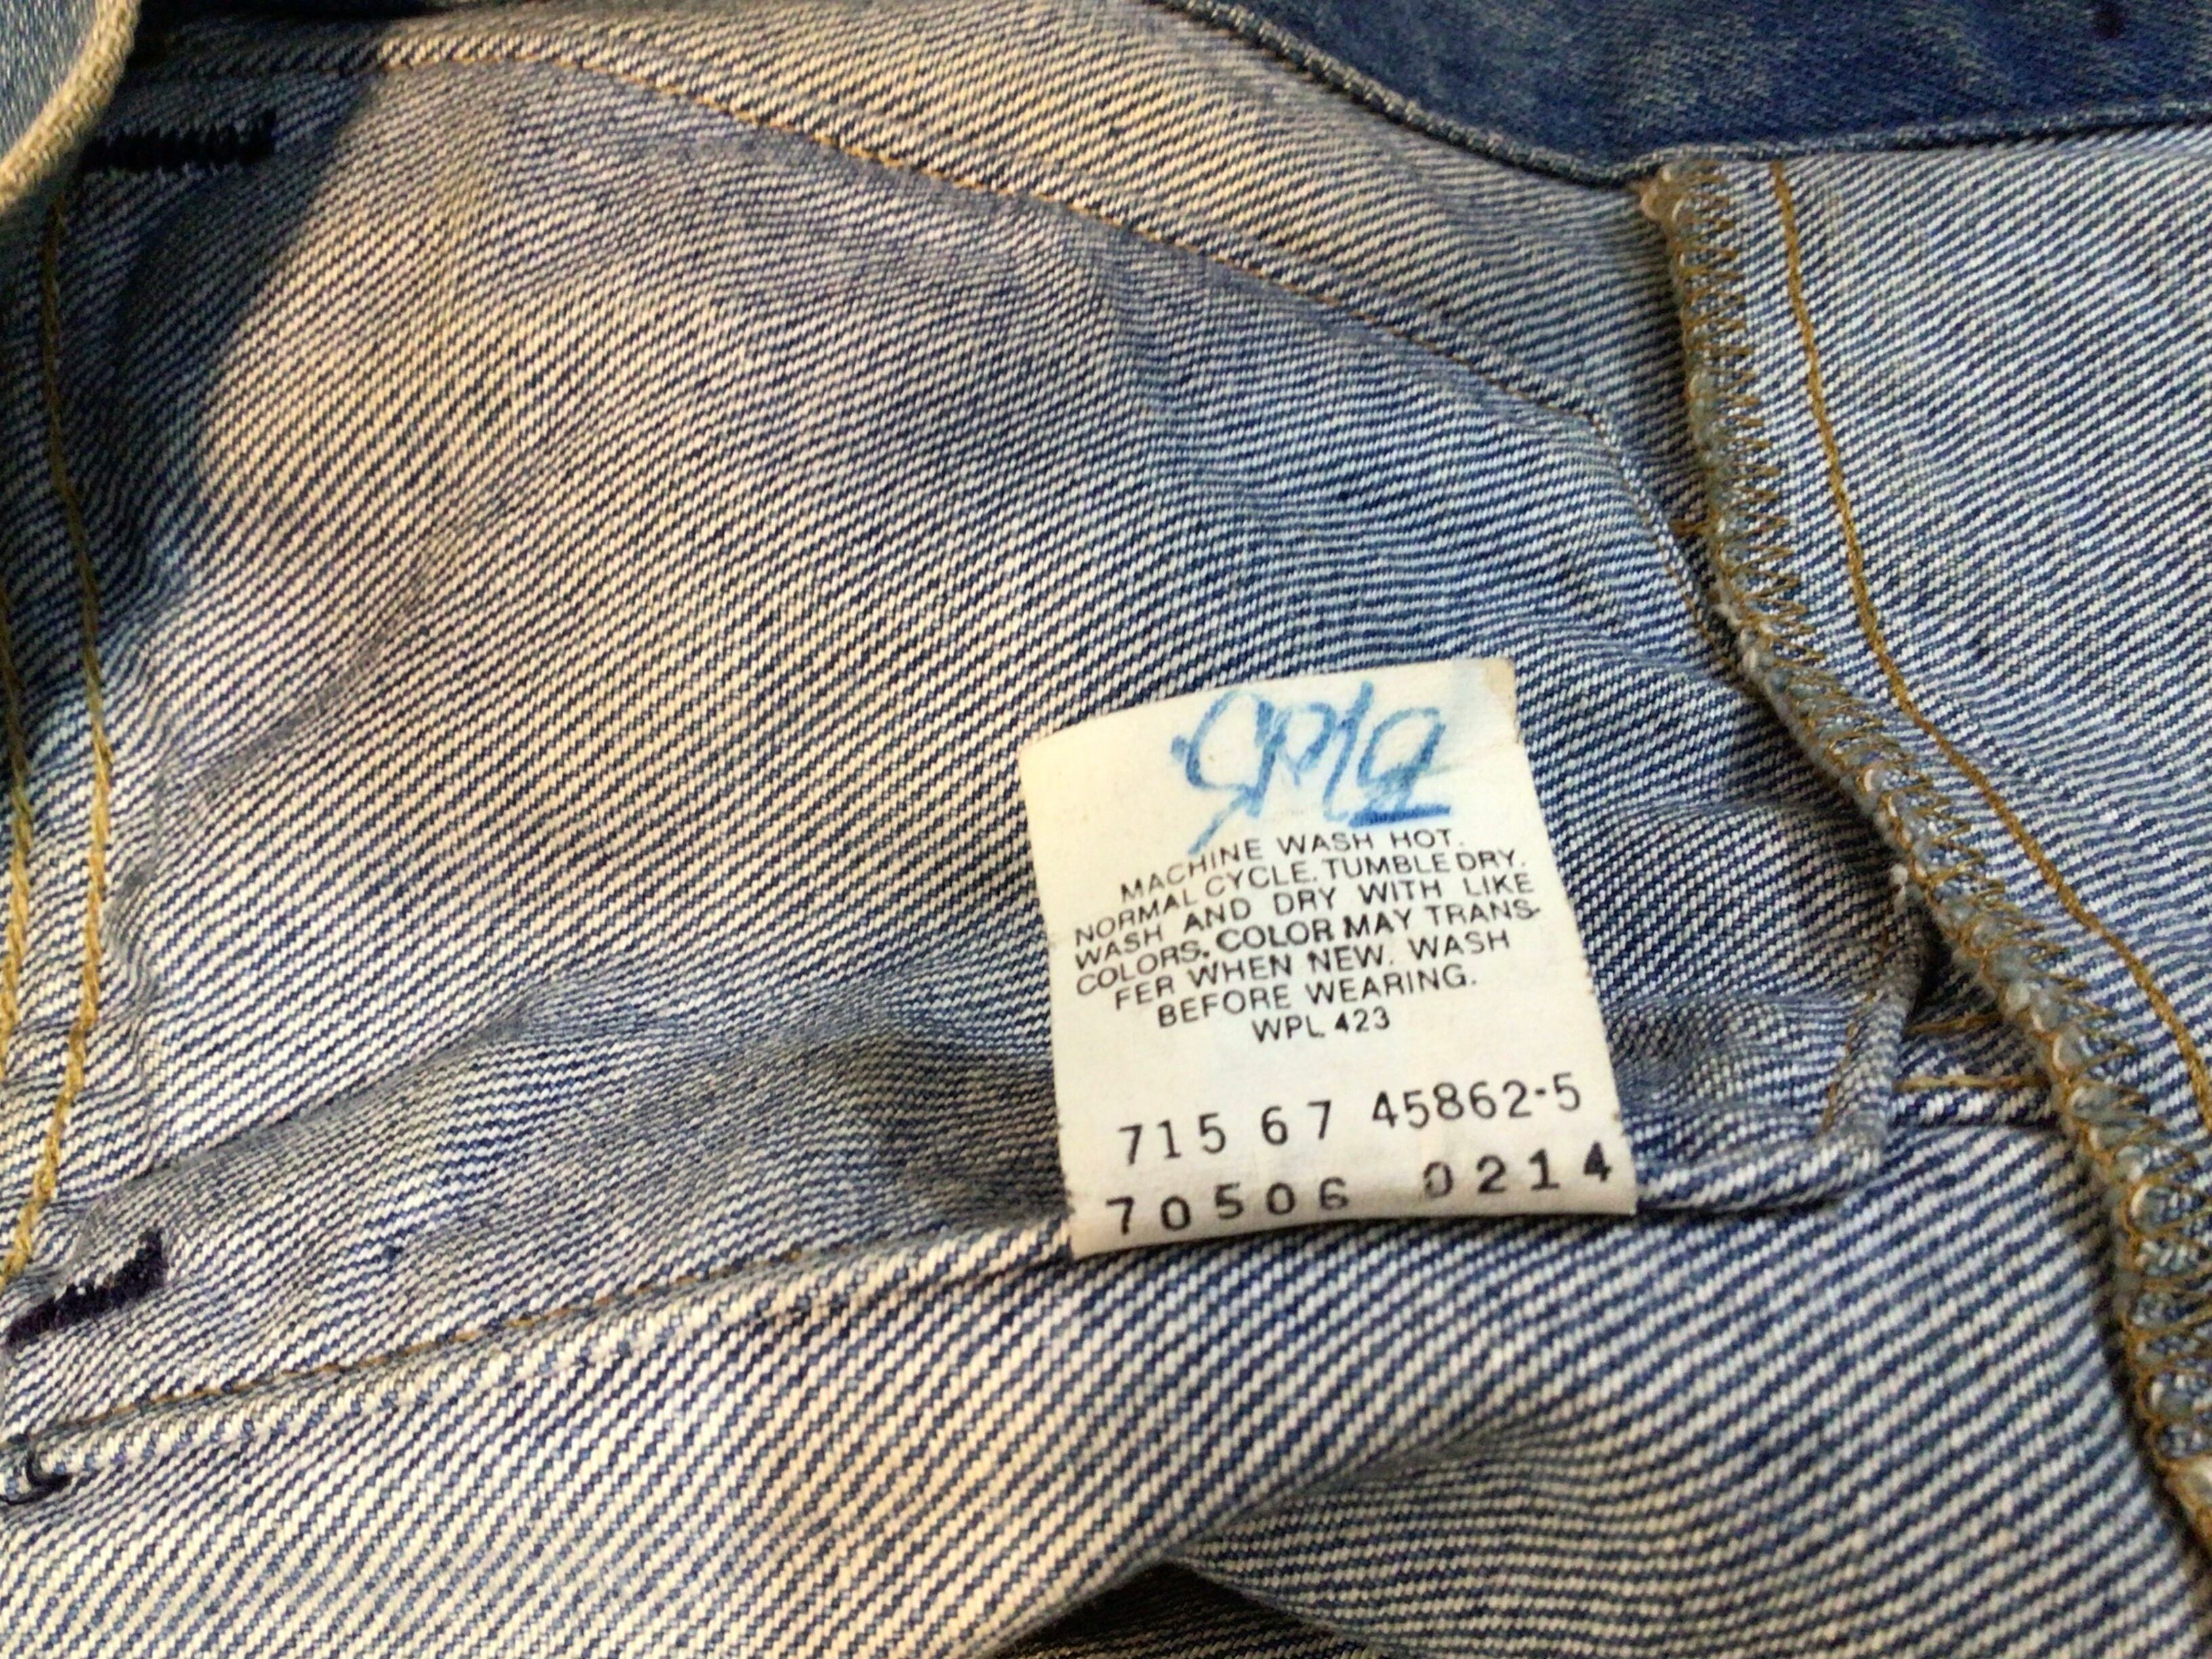 MACHINE WASH HOT.
NORMAL CYCLE. TUMBLE DRY.
WASH AND DRY WITH LIKE
COLORS. COLOR MAY TRANS-
FER WHEN NEW. WASH
BEFORE WEARING.
WPL 423
715 67 45862-5
70506 0214